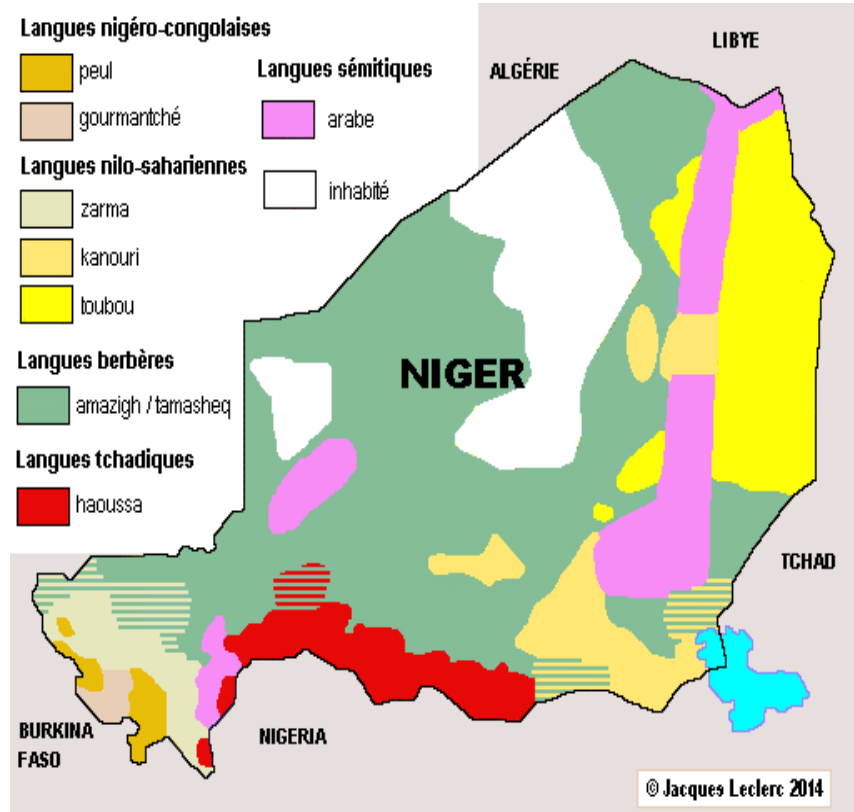 Langues nigéro-congolaises
peul
gourmantché
Langues nilo-sahariennes
zarma
kanouri
toubou
Langues berbères
amazigh / tamasheq
Langues tchadiques
haoussa
Langues sémitiques
arabe
inhabité
LIBYE
ALGÉRIE
NIGER
TCHAD
BURKINA
FASO
NIGERIA
© Jacques Leclerc 2014